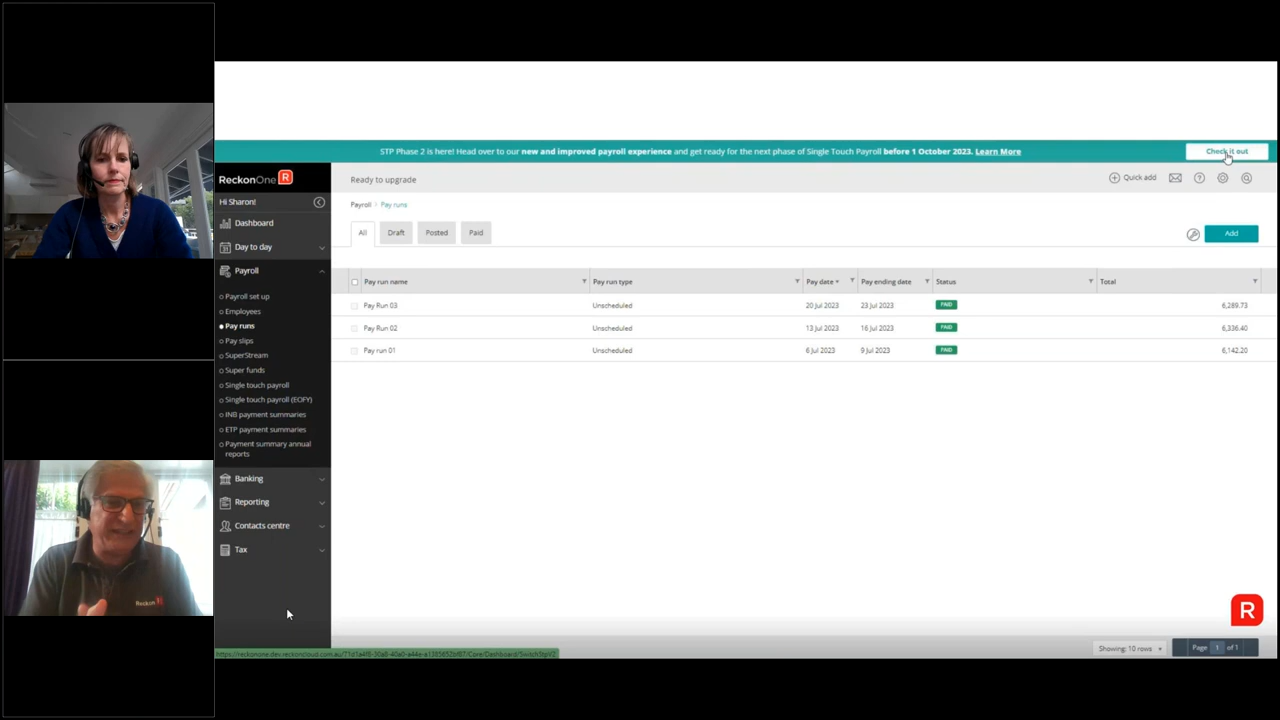 STP Phase 2 is here! Head over to our new and improved payroll experience and get ready for the next phase of Single Touch Payroll before 1 October 2023. Learn More
Check it out
ReckonOne R
Ready to upgrade
Quick add
Hi Sharon!
Payroll > Pay runs
Dashboard
Day to day
Payroll
Payroll set up
Employees
Pay runs
Pay slips
SuperStream
Super funds
Single touch payroll
Single touch payroll (EOFY)
INB payment summaries
ETP payment summaries
Payment summary annual
reports
Banking
Reporting
Contacts centre
Tax
All Draft Posted Paid
Add
Pay run name Pay run type Pay date Pay ending date Status Total
Pay Run 03 Unscheduled 20 Jul 2023 23 Jul 2023 PAID 6,289.73
Pay Run 02 Unscheduled 13 Jul 2023 16 Jul 2023 PAID 6,336.40
Pay run 01 Unscheduled 6 Jul 2023 9 Jul 2023 PAID 6,142.20
Reckon
R
Showing: 10 rows
Page 1 of 1